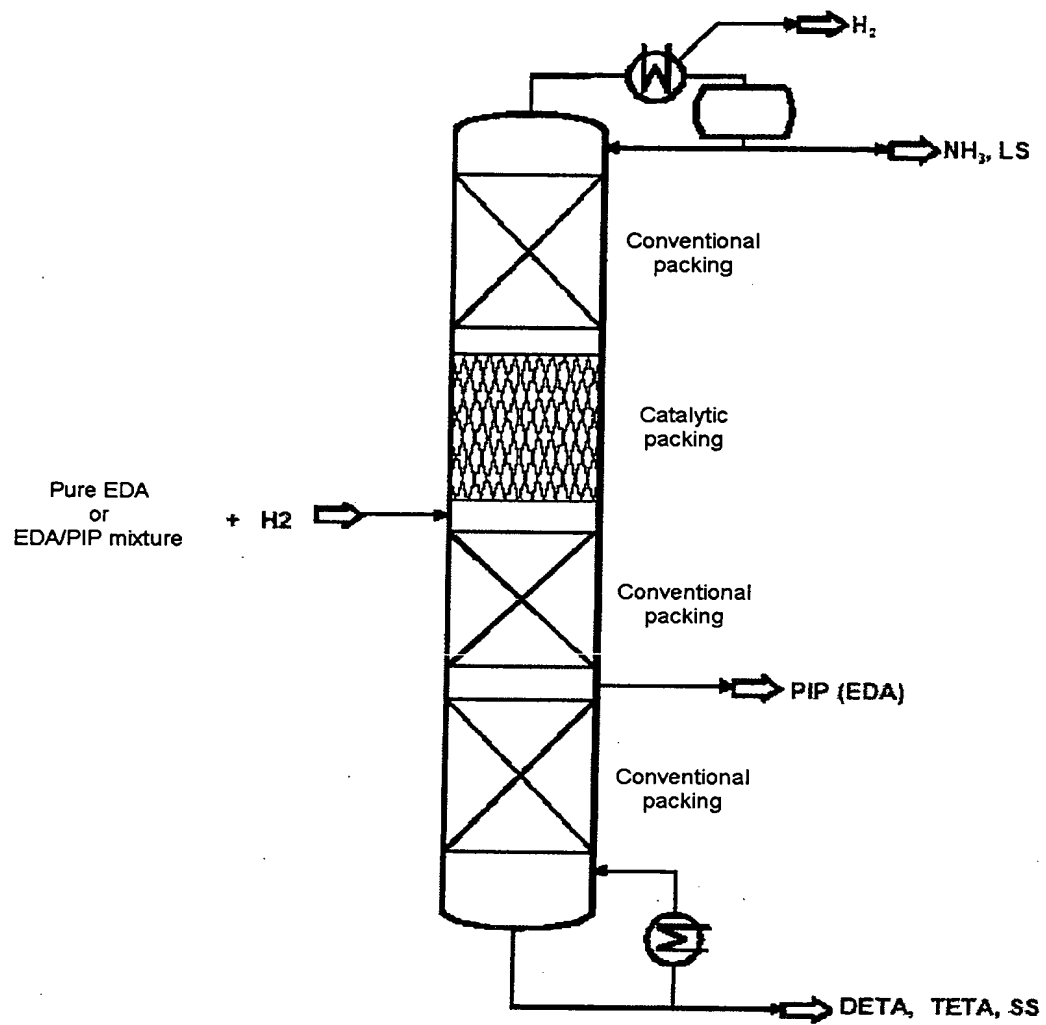 H₂
NH₃, LS
Conventional
packing
Catalytic
packing
Pure EDA
or
EDA/PIP mixture
+ H2
Conventional
packing
PIP (EDA)
Conventional
packing
DETA, TETA, SS